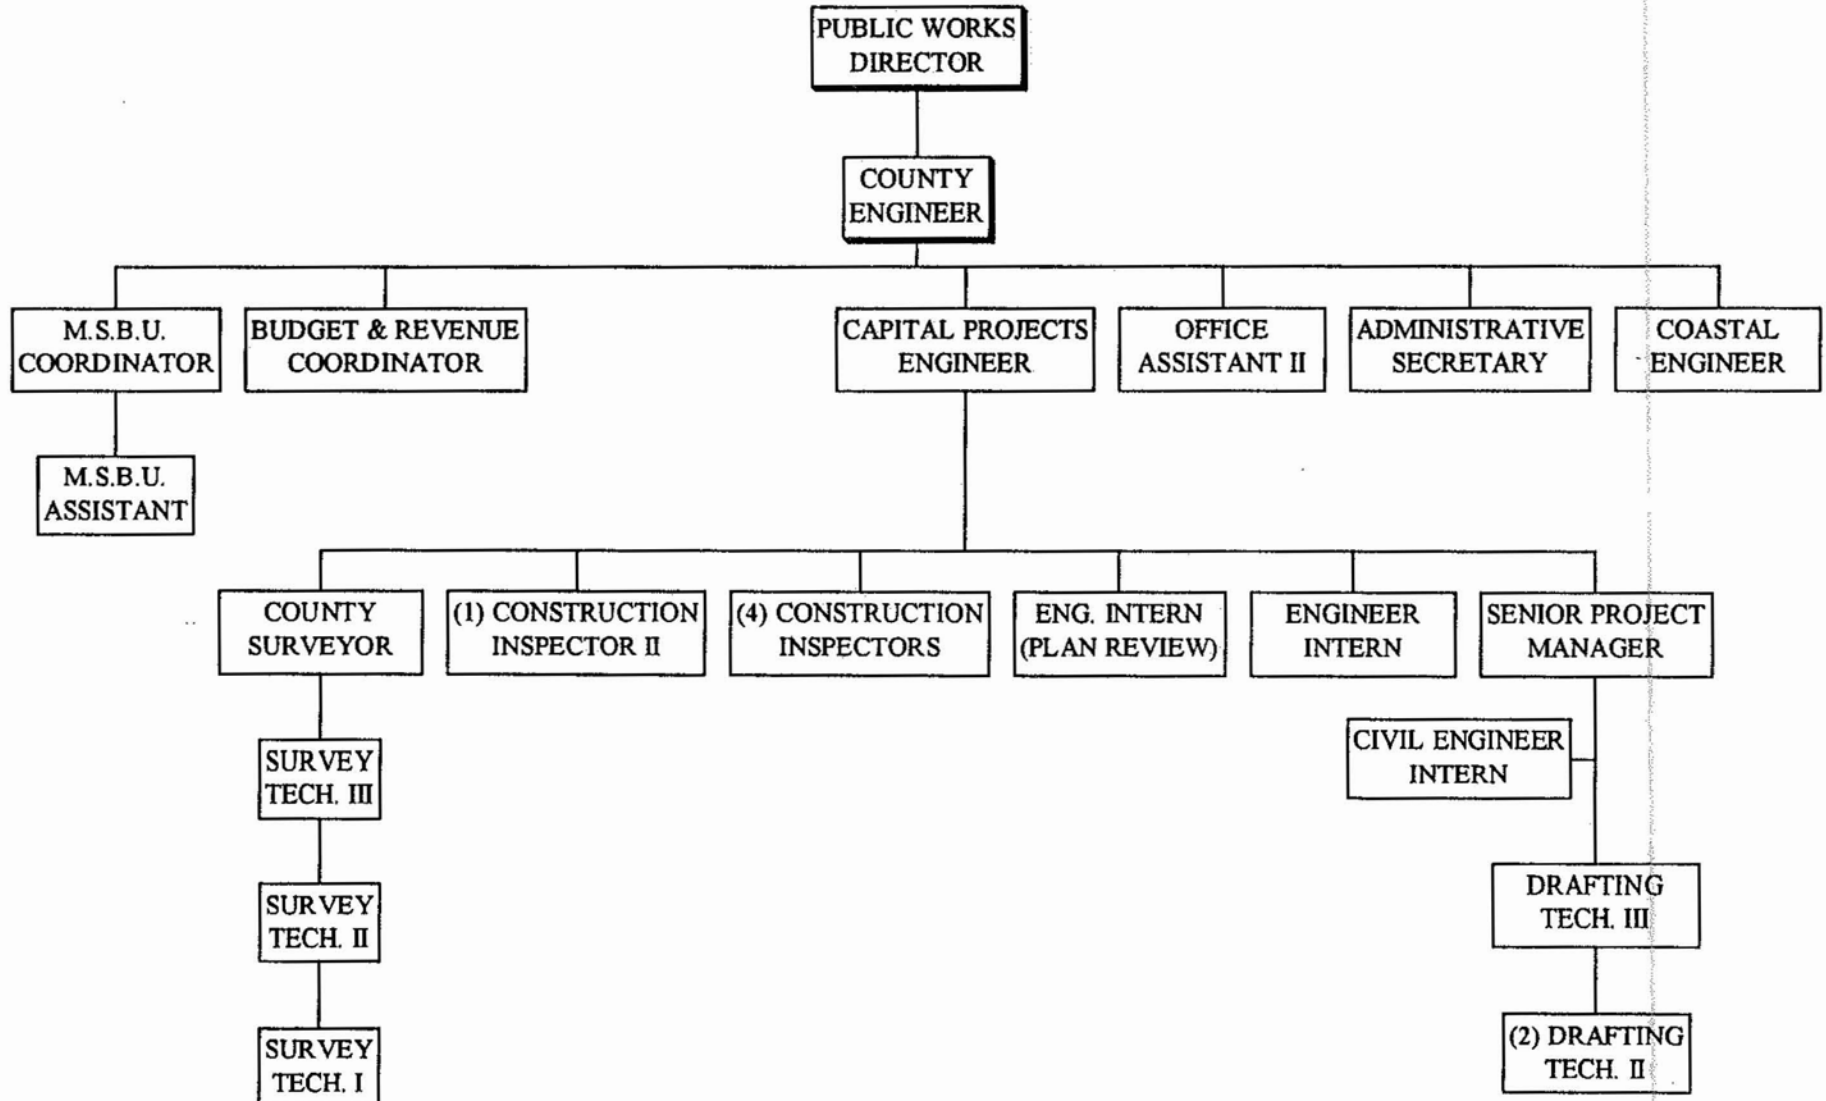 PUBLIC WORKS
DIRECTOR
COUNTY
ENGINEER
M.S.B.U.
COORDINATOR
BUDGET & REVENUE
COORDINATOR
CAPITAL PROJECTS
ENGINEER
OFFICE
ASSISTANT II
ADMINISTRATIVE
SECRETARY
COASTAL
ENGINEER
M.S.B.U.
ASSISTANT
COUNTY
SURVEYOR
(1) CONSTRUCTION
INSPECTOR II
(4) CONSTRUCTION
INSPECTORS
ENG. INTERN
(PLAN REVIEW)
ENGINEER
INTERN
SENIOR PROJECT
MANAGER
CIVIL ENGINEER
INTERN
SURVEY
TECH. III
SURVEY
TECH. II
SURVEY
TECH. I
DRAFTING
TECH. III
(2) DRAFTING
TECH. II